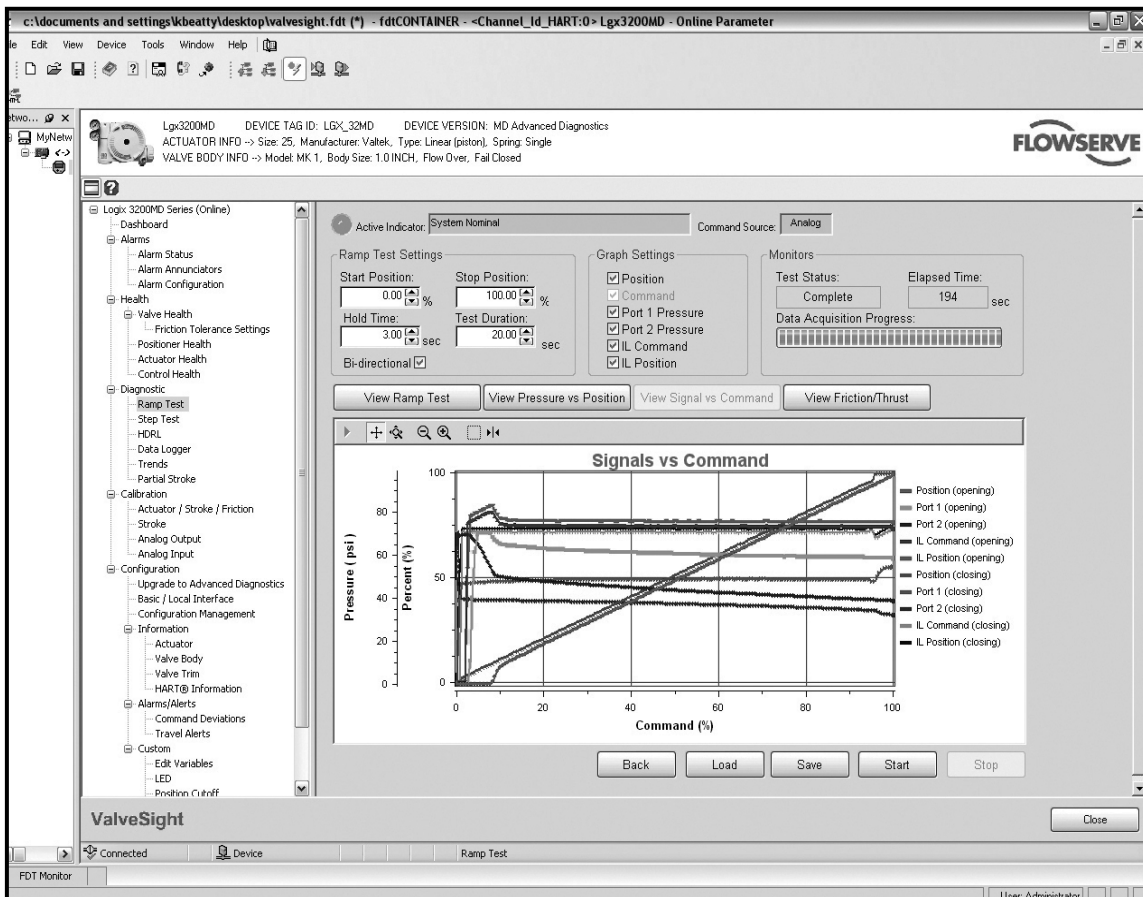 c:\documents and settings\kbeatty\desktop\valvesight.fdt (*) - fdtCONTAINER - <Channel_Id_HART:0> Lgx3200MD - Online Parameter
Edit View Device Tools Window Help
MyNetw
Lgx3200MD DEVICE TAG ID: LGX_32MD DEVICE VERSION: MD Advanced Diagnostics
ACTUATOR INFO --> Size: 25, Manufacturer: Valtek, Type: Linear (piston), Spring: Single
VALVE BODY INFO --> Model: MK 1, Body Size: 1.0 INCH, Flow Over, Fail Closed
FLOWSERVE
Logix 3200MD Series (Online)
Dashboard
Alarms
Alarm Status
Alarm Annunciators
Alarm Configuration
Health
Valve Health
Friction Tolerance Settings
Positioner Health
Actuator Health
Control Health
Diagnostic
Ramp Test
Step Test
HDRL
Data Logger
Trends
Partial Stroke
Calibration
Actuator / Stroke / Friction
Stroke
Analog Output
Analog Input
Configuration
Upgrade to Advanced Diagnostics
Basic / Local Interface
Configuration Management
Information
Actuator
Valve Body
Valve Trim
HART® Information
Alarms/Alerts
Command Deviations
Travel Alerts
Custom
Edit Variables
LED
Position Cutoff
Active Indicator: System Nominal Command Source: Analog
Ramp Test Settings
Start Position: Stop Position:
0.00 % 100.00 %
Hold Time: Test Duration:
3.00 sec 20.00 sec
Bi-directional
Graph Settings
Position
Command
Port 1 Pressure
Port 2 Pressure
IL Command
IL Position
Monitors
Test Status: Elapsed Time:
Complete 194 sec
Data Acquisition Progress:
View Ramp Test View Pressure vs Position View Signal vs Command View Friction/Thrust
Signals vs Command
Pressure ( psi )
80
60
40
20
0
Percent (%)
100
50
0
0 20 40 60 80 100
Command (%)
Position (opening)
Port 1 (opening)
Port 2 (opening)
IL Command (opening)
IL Position (opening)
Position (closing)
Port 1 (closing)
Port 2 (closing)
IL Command (closing)
IL Position (closing)
Back Load Save Start Stop
ValveSight Close
Connected Device Ramp Test
FDT Monitor
User: Administrator